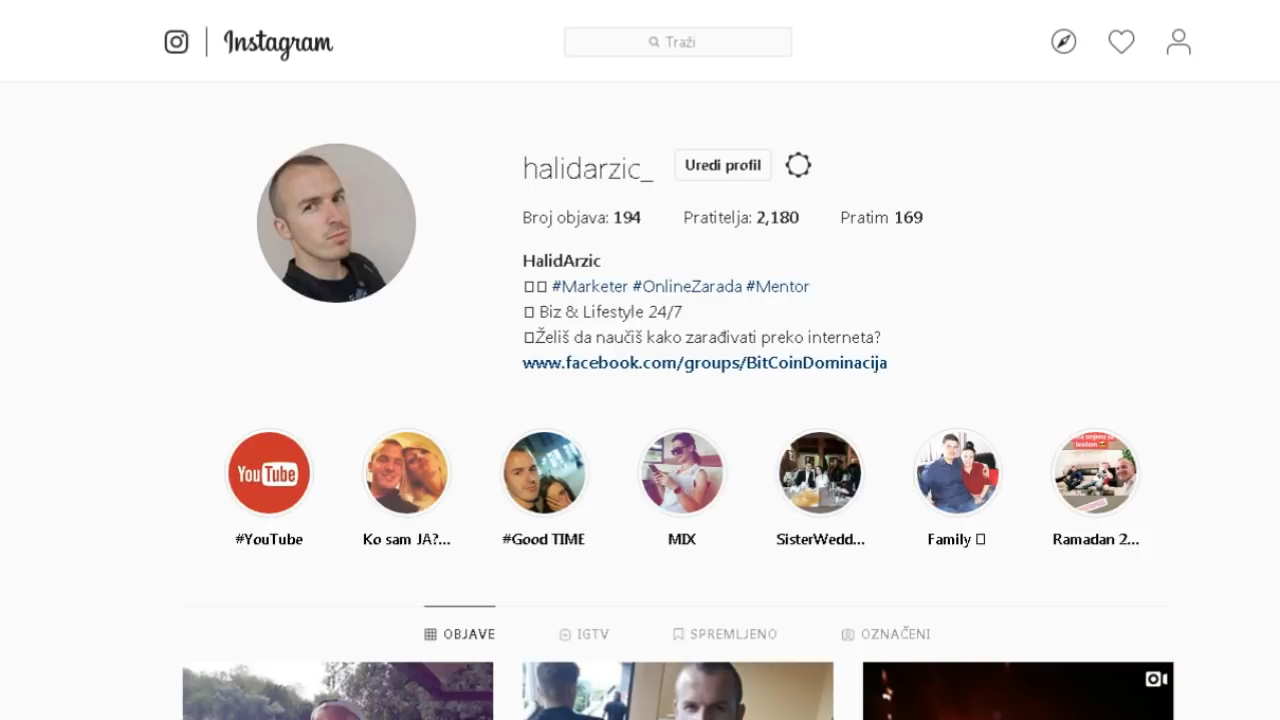 Instagram
Traži
halidarzic_ Uredi profil
Broj objava: 194 Pratitelja: 2,180 Pratim 169
HalidArzic
#Marketer #OnlineZarada #Mentor
Biz & Lifestyle 24/7
Želiš da naučiš kako zarađivati preko interneta?
www.facebook.com/groups/BitCoinDominacija
YouTube
#YouTube Ko sam JA?... #Good TIME MIX SisterWedd... Family Ramadan 2...
OBJAVE IGTV SPREMLJENO OZNAČENI